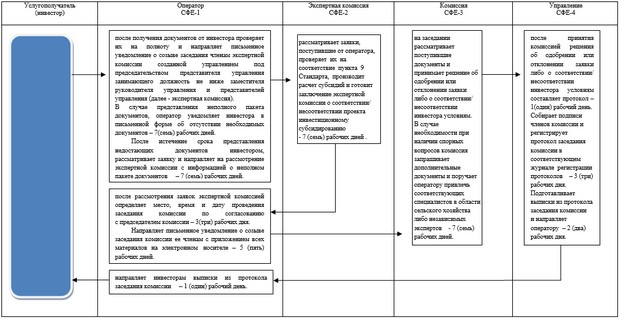 Услугополучатель
(инвестор)
Оператор
СФЕ-1
Экспертная комиссия
СФЕ-2
Комиссия
СФЕ-3
Управление
СФЕ-4
после получения документов от инвестора проверяет
их на полноту и направляет письменное
уведомление о созыве заседания членам экспертной
комиссии созданной управлением под
председательством представителя управления
занимающего должность не ниже заместителя
руководителя управления и представителей
управления (далее - экспертная комиссия).
В случае представления неполного пакета
документов, оператор уведомляет инвестора в
письменной форме об отсутствии необходимых
документов – 7(семь) рабочих дней.
После истечения срока представления
недостающих документов инвестором,
рассматривает заявку и направляет на рассмотрение
экспертной комиссии с информацией о неполном
пакете документов – 7 (семь) рабочих дней.
рассматривает заявки,
поступившие от оператора,
проверяет их на
соответствие пункта 9
Стандарта, производит
расчет субсидий и готовит
заключение экспертной
комиссии о соответствии/
несоответствии проекта
инвестиционному
субсидированию
- 7 (семь) рабочих дней.
на заседании
рассматривает
поступившие
документы и
принимает решение об
одобрении или
отклонении заявки
либо о соответствии/
несоответствии
инвестора условиям.
В случае
необходимости при
наличии спорных
вопросов комиссия
запрашивает
дополнительные
документы и поручает
оператору привлечь
соответствующих
специалистов в области
сельского хозяйства
либо независимых
экспертов - 7 (семь)
рабочих дней.
после принятия
комиссией решения
об одобрении или
отклонении заявки
либо о соответствии/
несоответствии
инвестора условиям
составляет протокол –
1(один) рабочий день.
Собирает подписи
членов комиссии и
регистрирует
протокол заседания
комиссии в
соответствующем
журнале регистрации
протоколов – 3 (три)
рабочих дня.
Подготавливает
выписки из протокола
заседания комиссии
и направляет
оператору – 2 (два)
рабочих дня.
после рассмотрения заявок экспертной комиссией
определяет место, время и дату проведения
заседания комиссии по согласованию
с председателем комиссии – 3(три) рабочих дня.
Направляет письменное уведомление о созыве
заседания комиссии ее членам с приложением всех
материалов на электронном носителе – 5 (пять)
рабочих дней.
направляет инвесторам выписки из протокола
заседания комиссии – 1 (один) рабочий день.